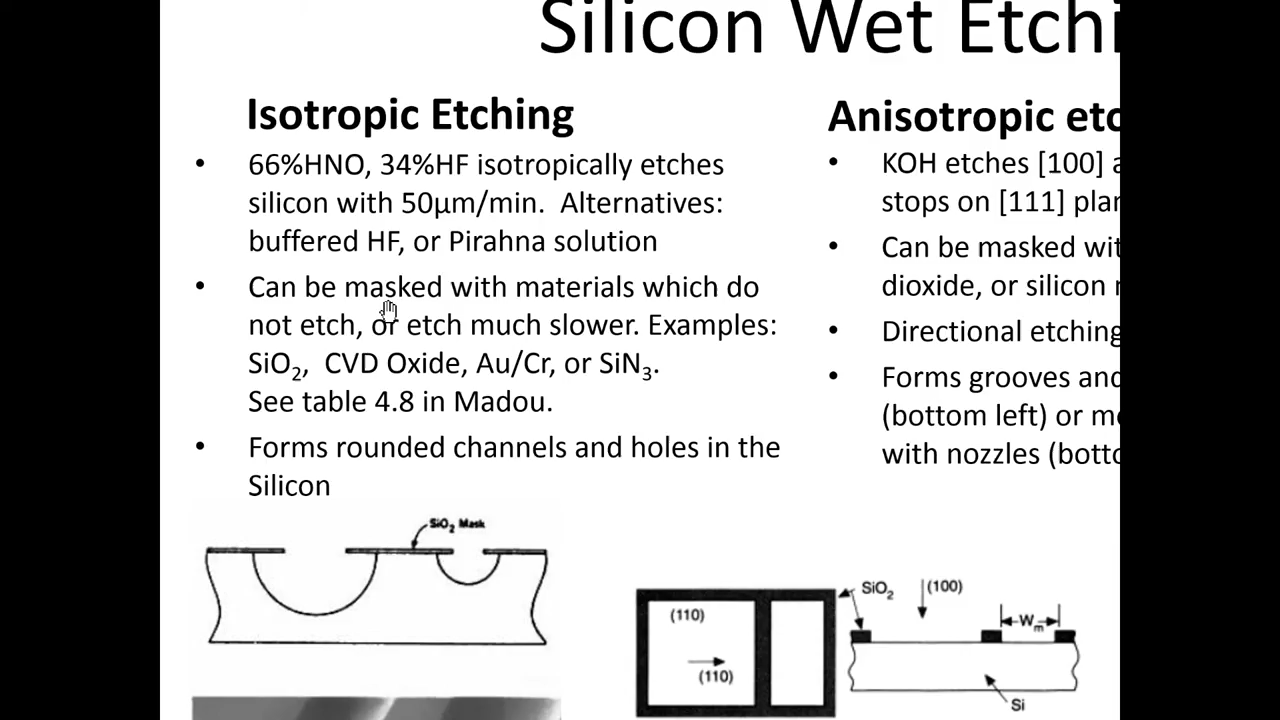 Silicon Wet Etchi
Isotropic Etching
• 66%HNO, 34%HF isotropically etches
silicon with 50µm/min.  Alternatives:
buffered HF, or Pirahna solution
• Can be masked with materials which do
not etch, or etch much slower. Examples:
SiO₂,  CVD Oxide, Au/Cr, or SiN₃.
See table 4.8 in Madou.
• Forms rounded channels and holes in the
Silicon
SiO₂ Mask
Anisotropic etc
• KOH etches [100] a
stops on [111] plan
• Can be masked wit
dioxide, or silicon n
• Directional etching
• Forms grooves and
(bottom left) or me
with nozzles (botto
(110)
(110)
SiO₂
(100)
Wₘ
Si